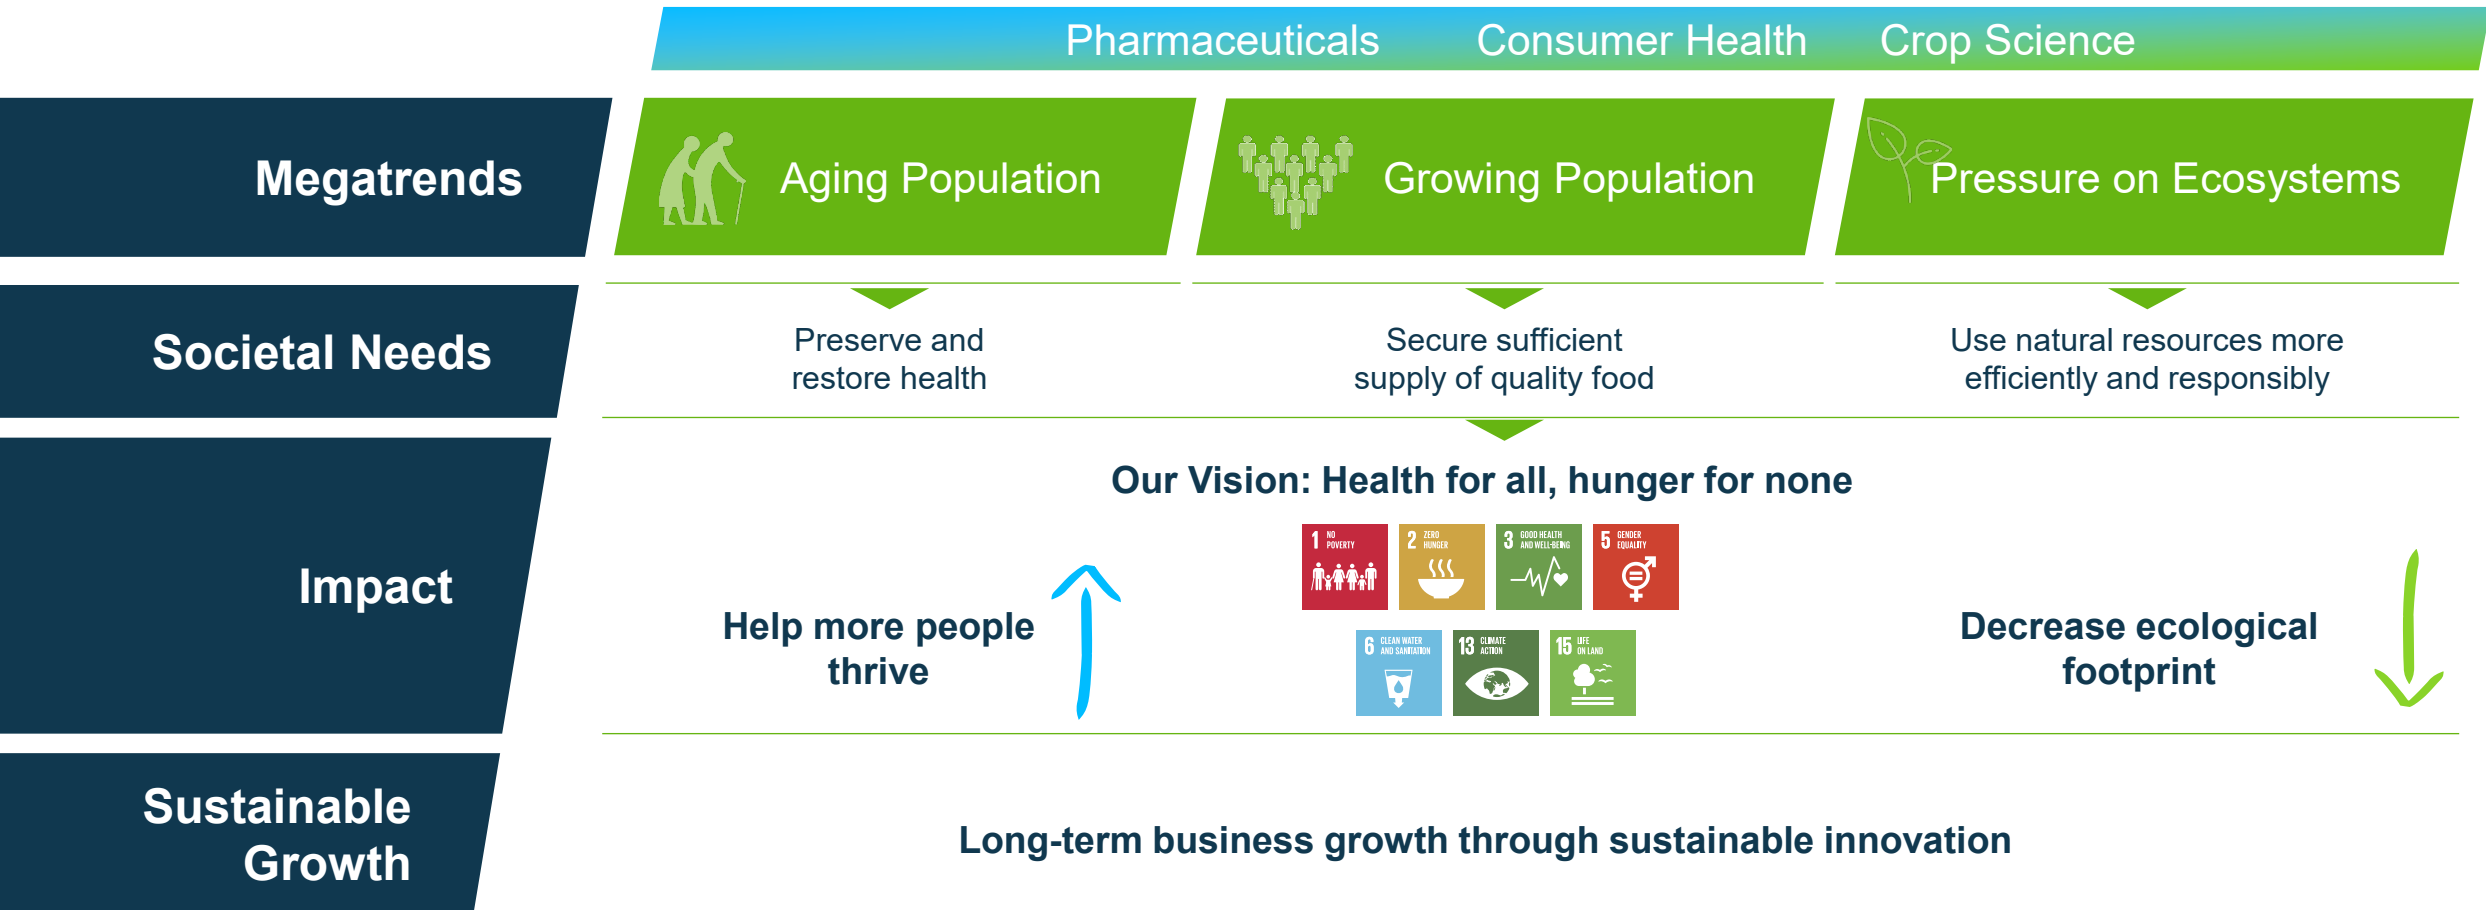 Pharmaceuticals Consumer Health Crop Science
Megatrends
Aging Population
Growing Population
Pressure on Ecosystems
Societal Needs
Preserve and
restore health
Secure sufficient
supply of quality food
Use natural resources more
efficiently and responsibly
Impact
Our Vision: Health for all, hunger for none
1 NO
POVERTY
2 ZERO
HUNGER
3 GOOD HEALTH
AND WELL-BEING
5 GENDER
EQUALITY
6 CLEAN WATER
AND SANITATION
13 CLIMATE
ACTION
15 LIFE
ON LAND
Help more people
thrive
Decrease ecological
footprint
Sustainable
Growth
Long-term business growth through sustainable innovation